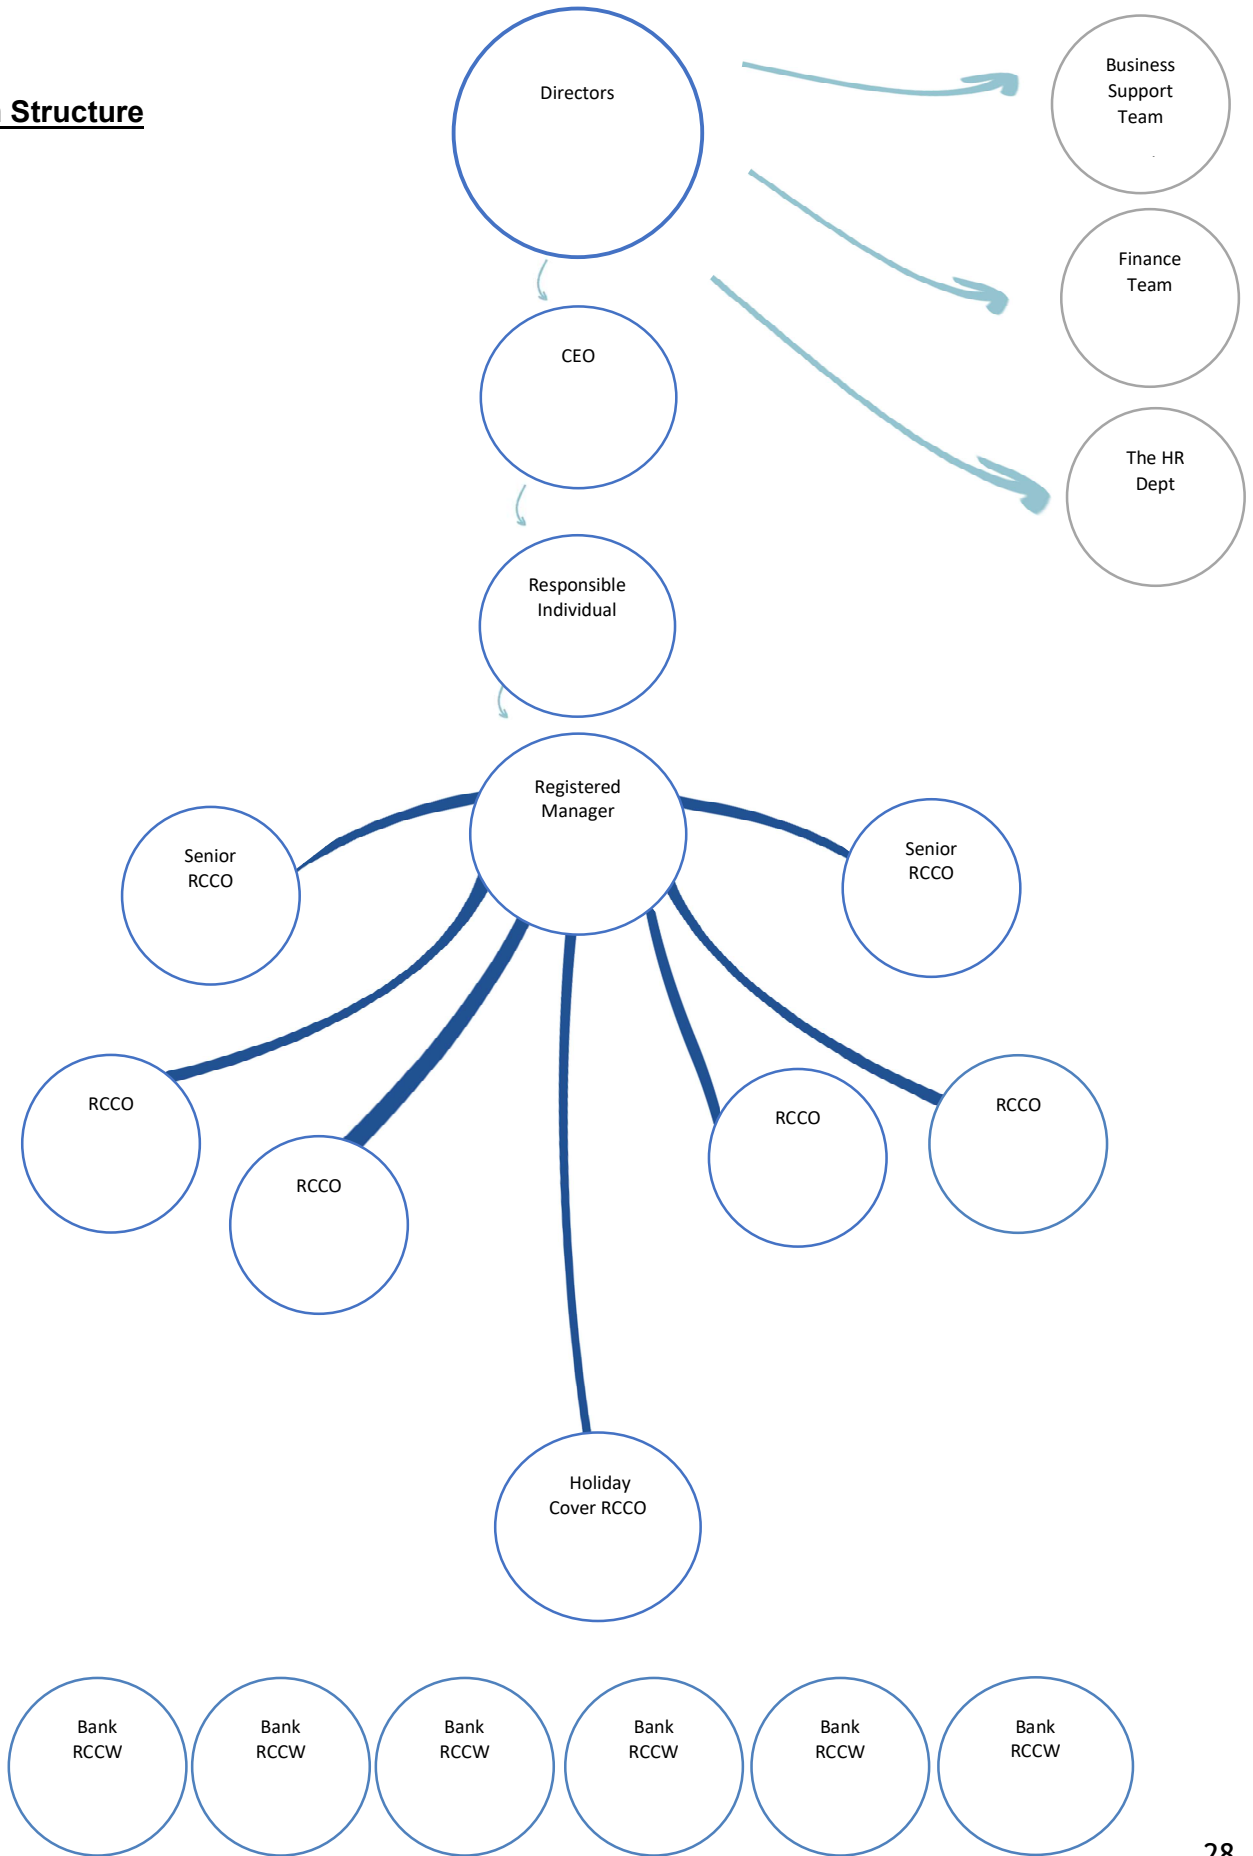 Structure
Directors
Business
Support
Team
Finance
Team
CEO
The HR
Dept
Responsible
Individual
Registered
Manager
Senior
RCCO
Senior
RCCO
RCCO
RCCO
RCCO
RCCO
Holiday
Cover RCCO
Bank
RCCW
Bank
RCCW
Bank
RCCW
Bank
RCCW
Bank
RCCW
Bank
RCCW
28